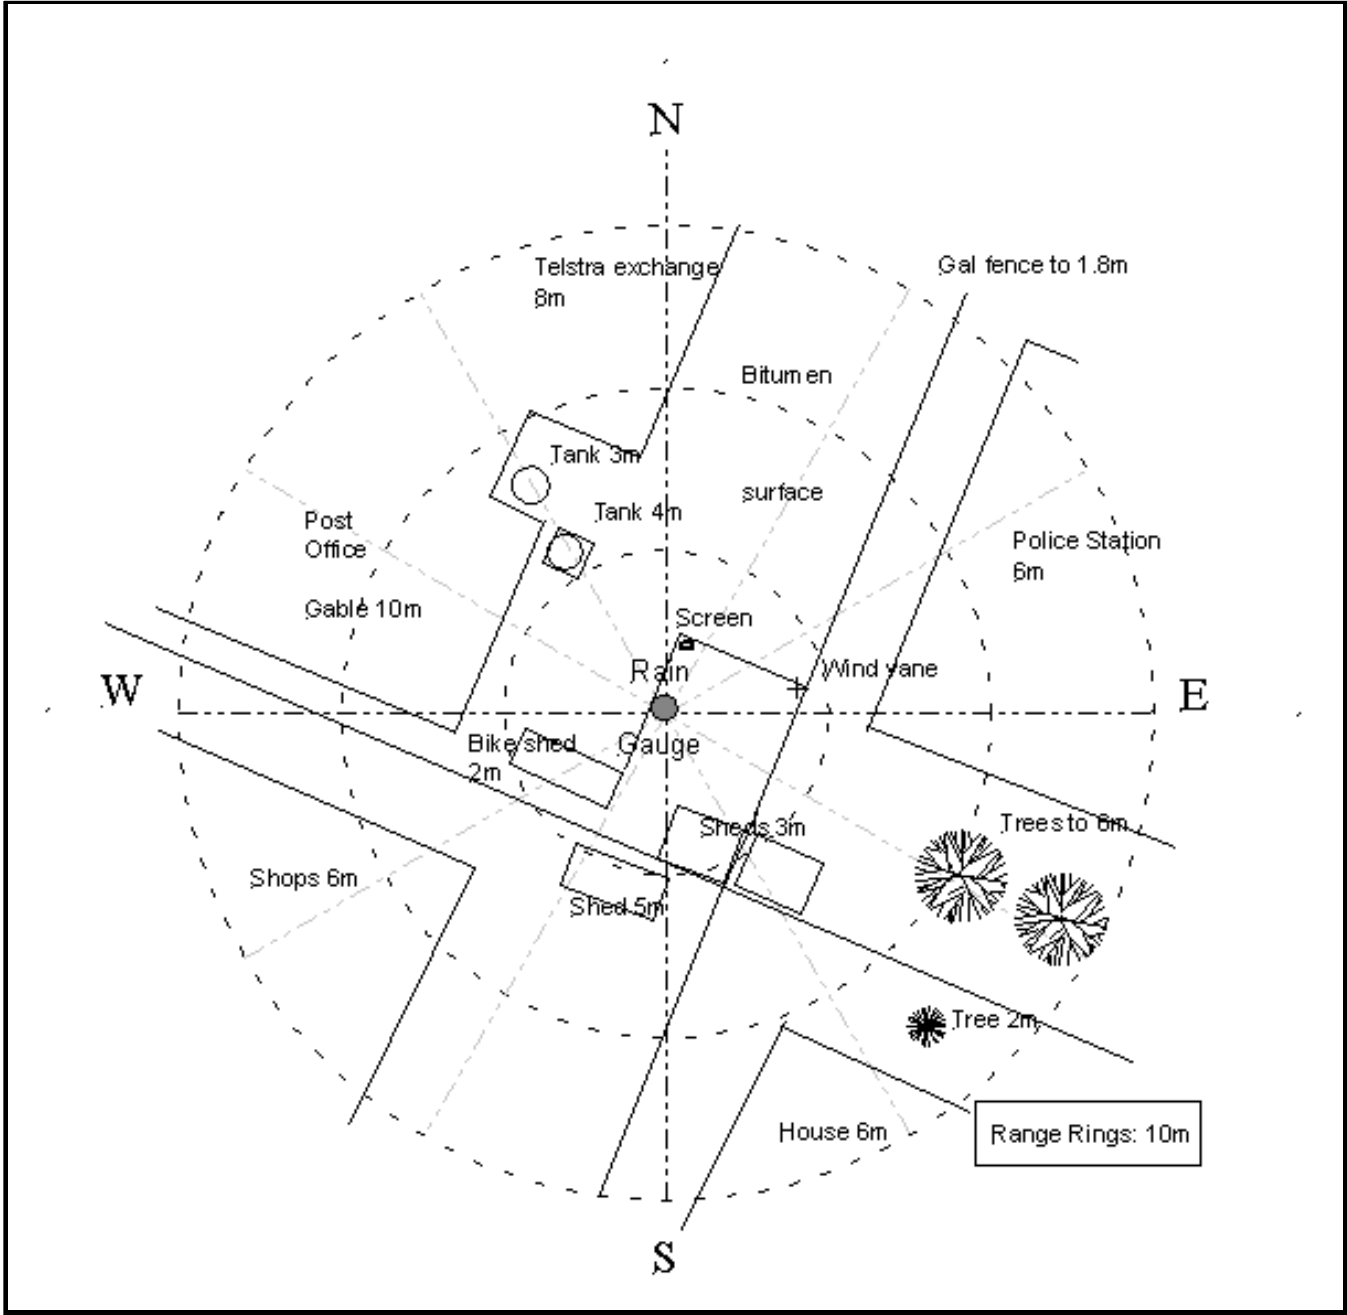 N
Telstra exchange
8m
Gal fence to 1.8m
Bitumen
Tank 3m
surface
Tank 4m
Post
Office
Police Station
6m
Gable 10m
Screen
Rain
Wind vane
W
E
Bike shed
2m
Gauge
Sheds 3m
Trees to 6m
Shops 6m
Shed 5m
Tree 2m
House 6m
Range Rings: 10m
S